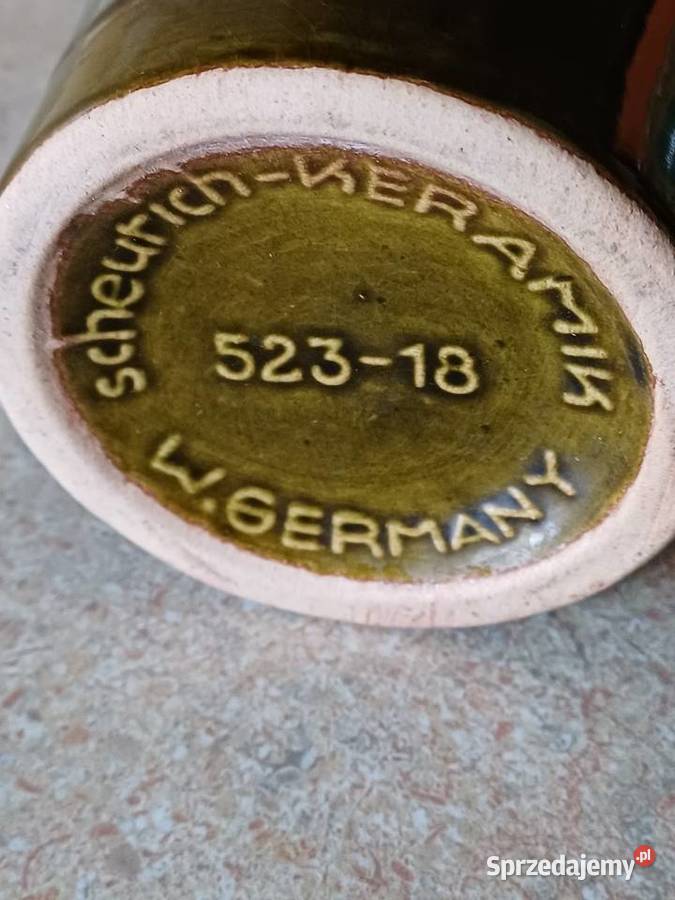 scheurich-KERAMIK
523-18
W.GERMANY
Sprzedajemy.pl